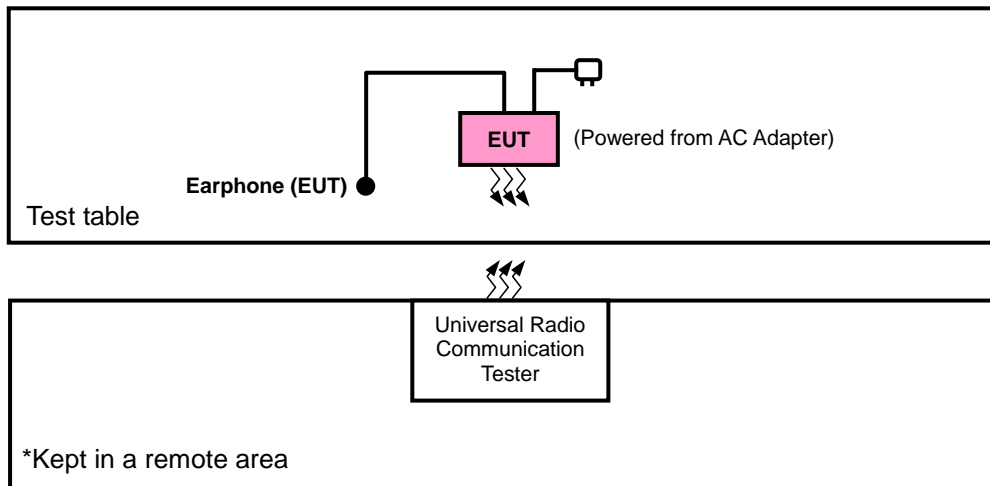 EUT
(Powered from AC Adapter)
Earphone (EUT)
Test table
Universal Radio
Communication
Tester
*Kept in a remote area